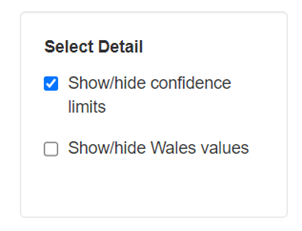 Select Detail
Show/hide confidence
limits
Show/hide Wales values